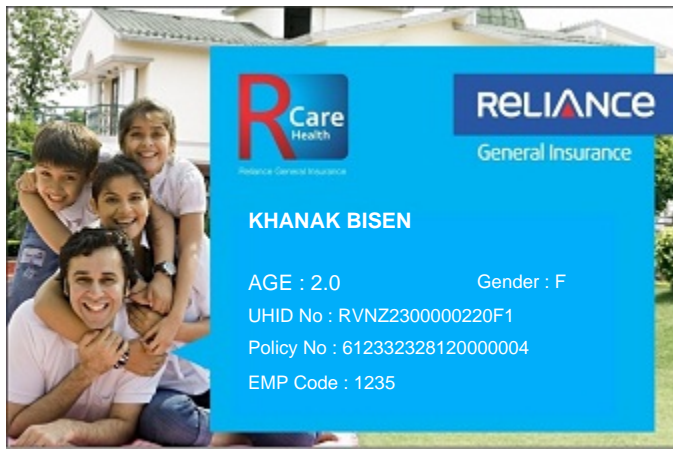 R Care
Health
Reliance General Insurance
RELIANCE
General Insurance
KHANAK BISEN
AGE : 2.0 Gender : F
UHID No : RVNZ2300000220F1
Policy No : 612332328120000004
EMP Code : 1235